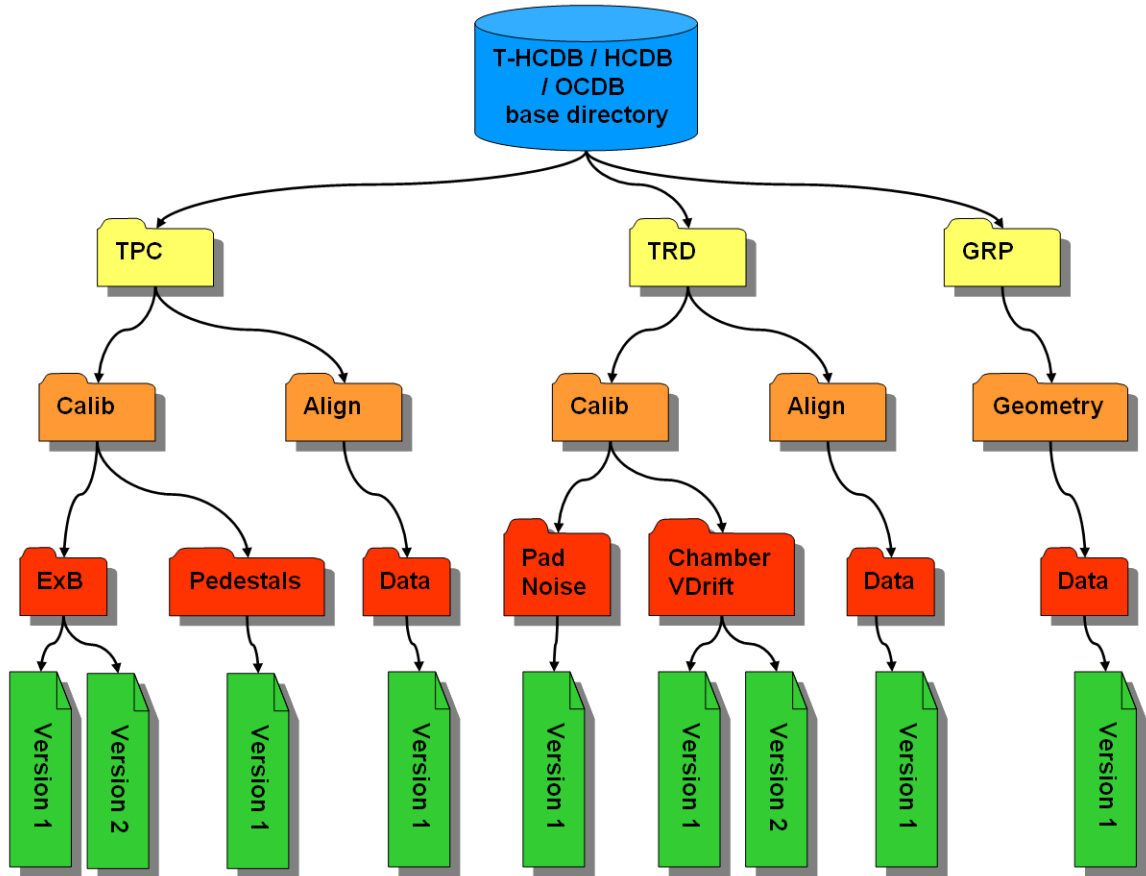 T-HCDB / HCDB
/ OCDB
base directory
TPC
TRD
GRP
Calib
Align
Calib
Align
Geometry
ExB
Pedestals
Data
Pad
Noise
Chamber
VDrift
Data
Data
Version 1
Version 2
Version 1
Version 1
Version 1
Version 1
Version 2
Version 1
Version 1